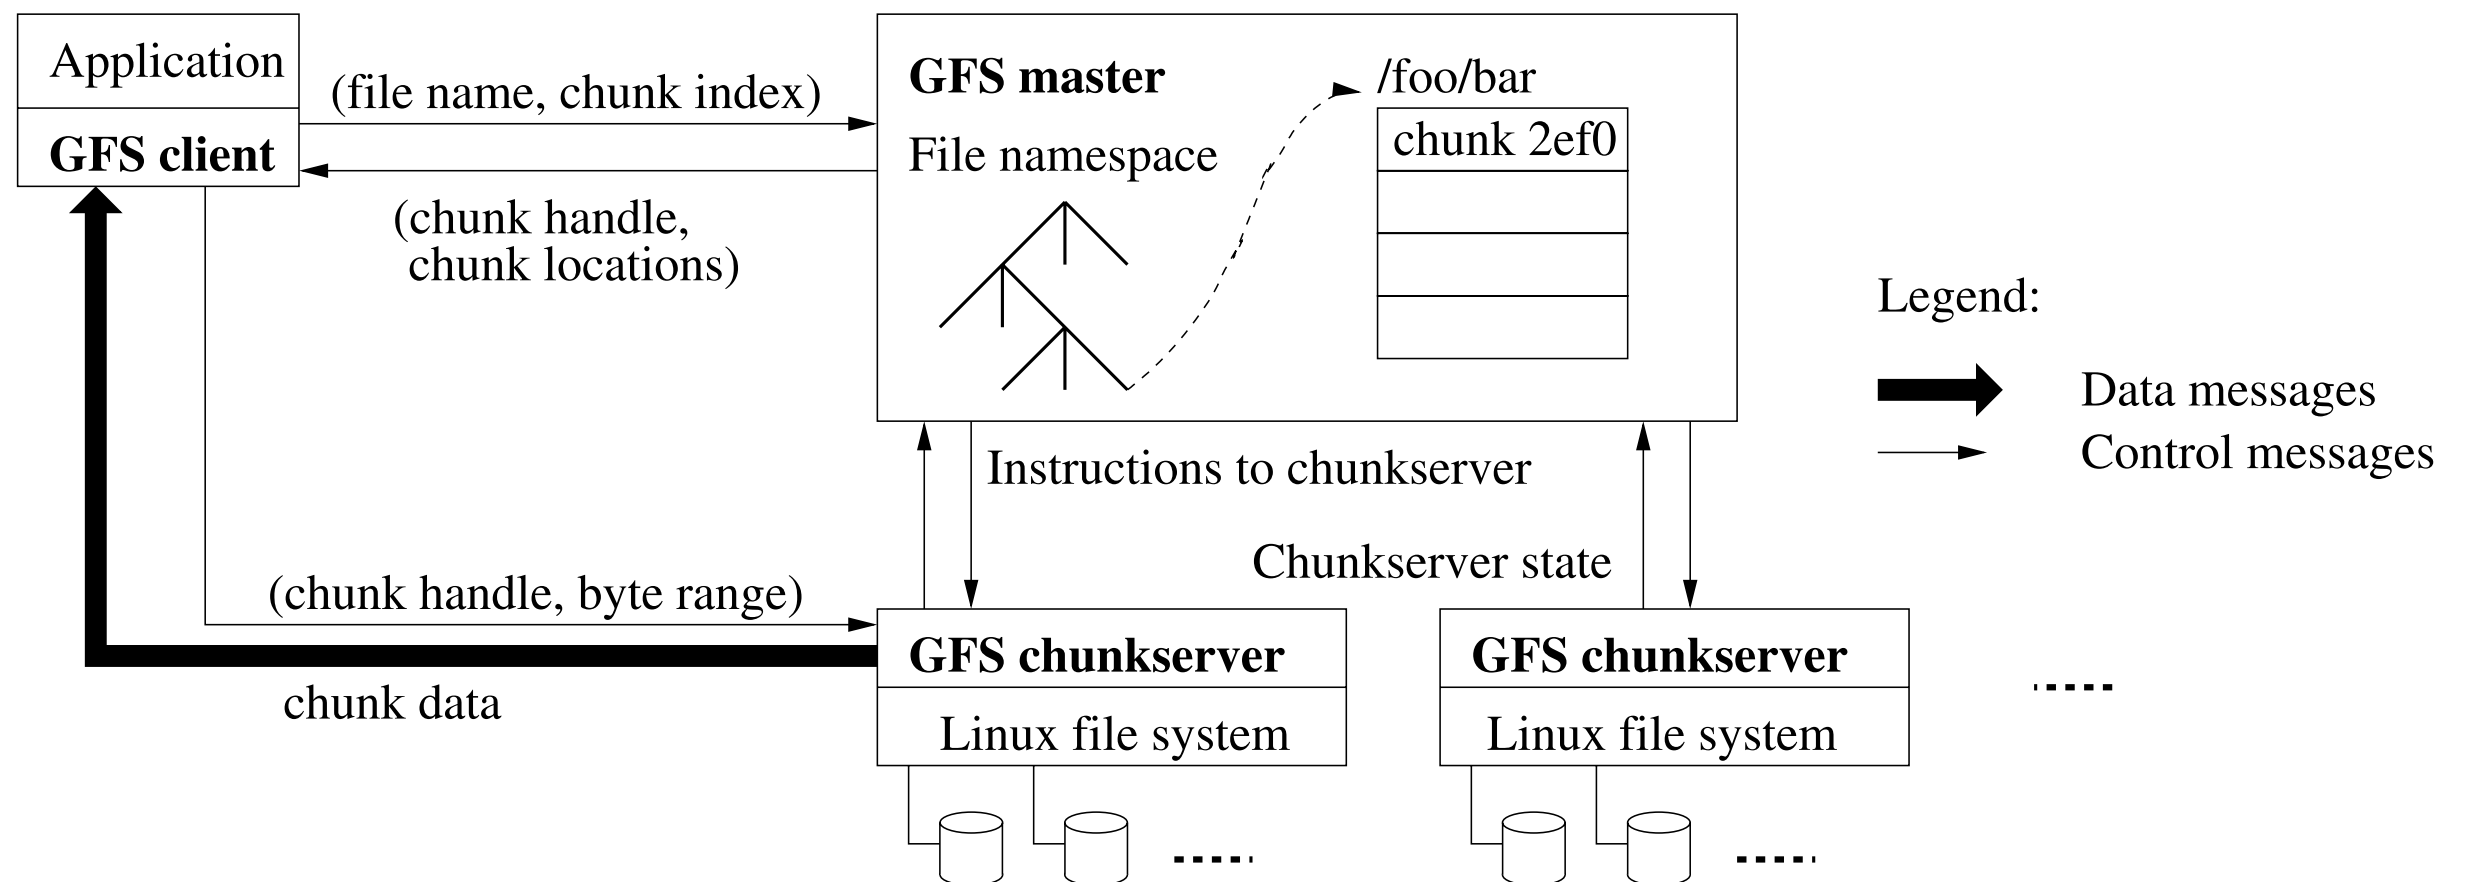 Application
GFS client
(file name, chunk index)
(chunk handle,
chunk locations)
GFS master
File namespace
/foo/bar
chunk 2ef0
Legend:
Data messages
Control messages
Instructions to chunkserver
Chunkserver state
(chunk handle, byte range)
chunk data
GFS chunkserver
Linux file system
GFS chunkserver
Linux file system